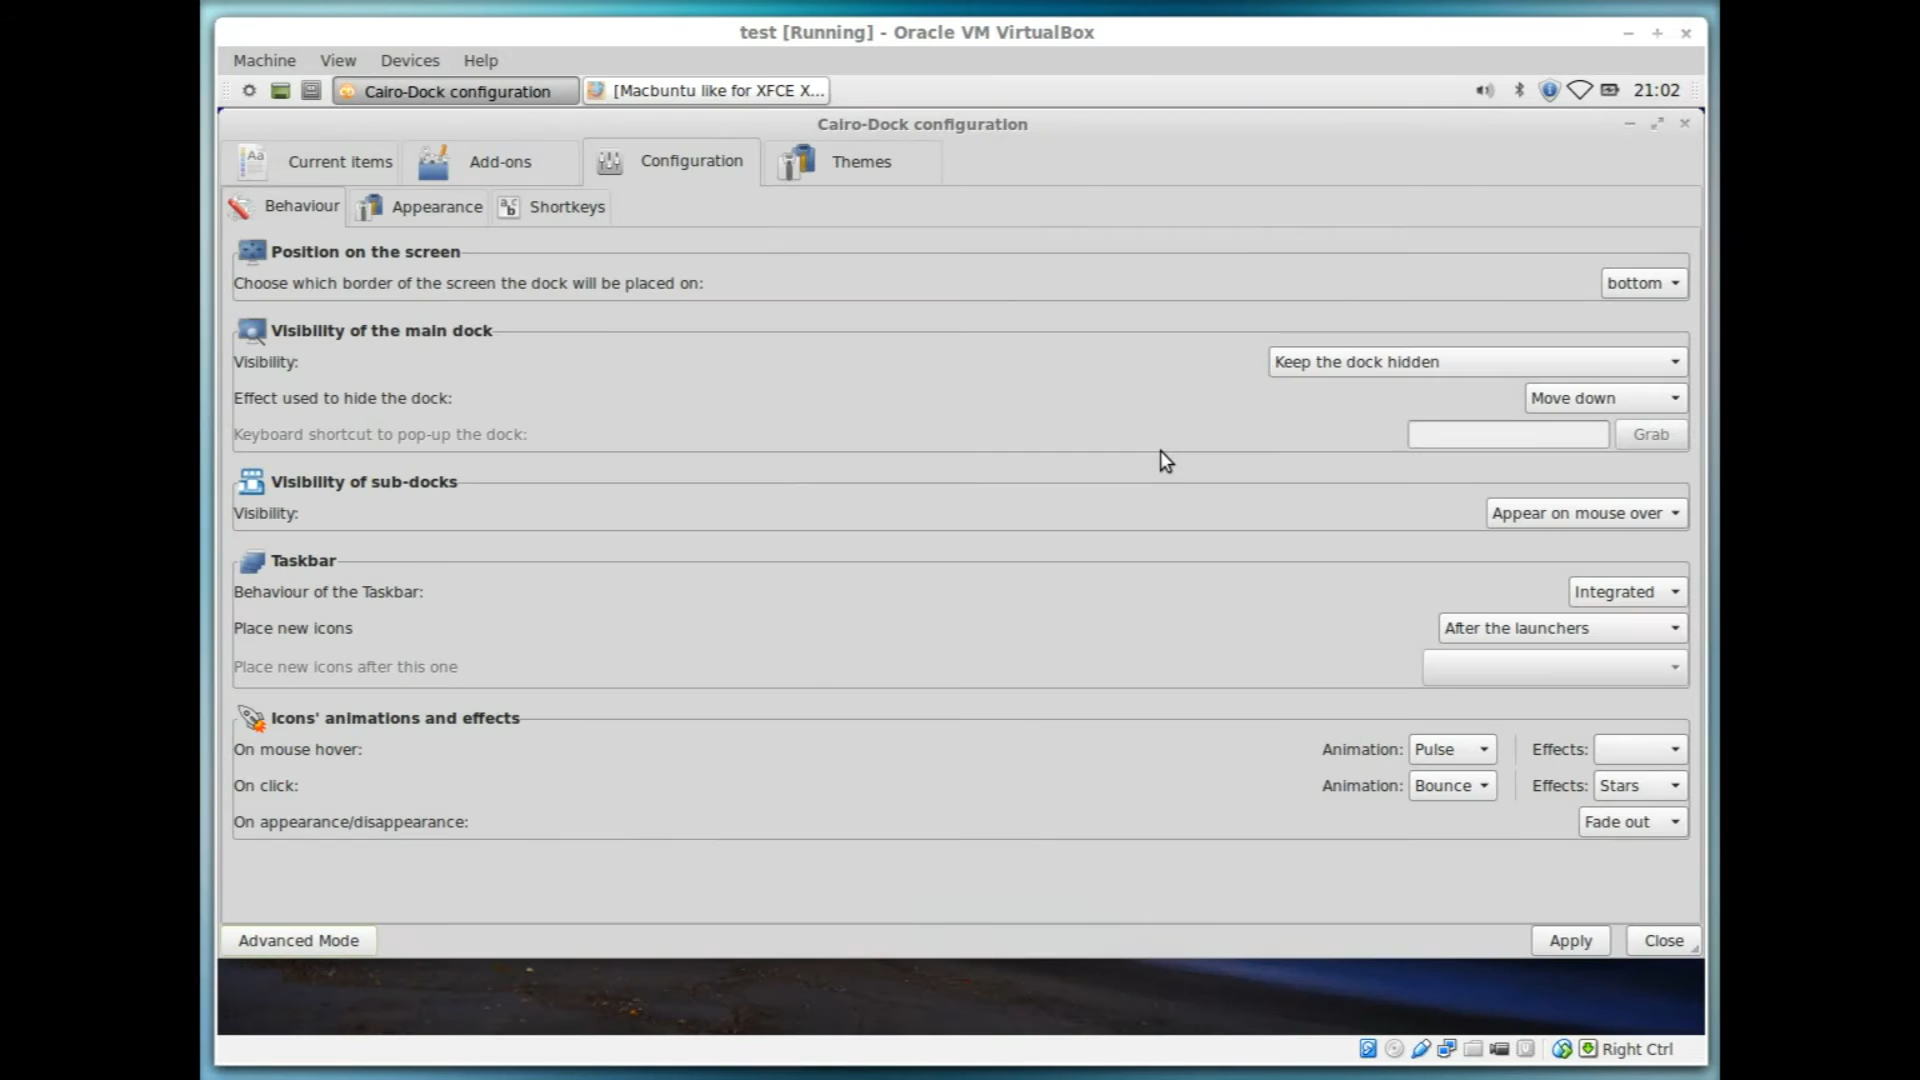 test [Running] - Oracle VM VirtualBox
Machine View Devices Help
Cairo-Dock configuration [Macbuntu like for XFCE X... 21:02
Cairo-Dock configuration
Current items Add-ons Configuration Themes
Behaviour Appearance Shortkeys
Position on the screen
Choose which border of the screen the dock will be placed on: bottom
Visibility of the main dock
Visibility: Keep the dock hidden
Effect used to hide the dock: Move down
Keyboard shortcut to pop-up the dock: Grab
Visibility of sub-docks
Visibility: Appear on mouse over
Taskbar
Behaviour of the Taskbar: Integrated
Place new icons After the launchers
Place new icons after this one
Icons' animations and effects
On mouse hover: Animation: Pulse Effects:
On click: Animation: Bounce Effects: Stars
On appearance/disappearance: Fade out
Advanced Mode Apply Close
Right Ctrl